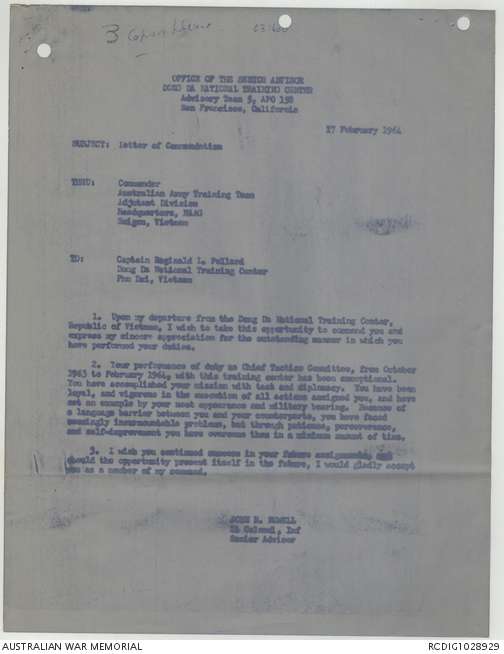 3 Copies
OFFICE OF THE SENIOR ADVISOR
DONG DA NATIONAL TRAINING CENTER
Advisory Team 5, APO 158
San Francisco, California
17 February 1964
SUBJECT: Letter of Commendation
THRU: Commander
Australian Army Training Team
Adjutant Division
Headquarters, MAAG
Saigon, Vietnam
TO: Captain Reginald L. Pollard
Dong Da National Training Center
Phu Bai, Vietnam
1. Upon my departure from the Dong Da National Training Center,
Republic of Vietnam, I wish to take this opportunity to commend you and
express my sincere appreciation for the outstanding manner in which you
have performed your duties.
2. Your performance of duty as Chief Tactics Committee, from October
1963 to February 1964, with this training center has been exceptional.
You have accomplished your mission with tact and diplomacy. You have been
loyal, and vigorous in the execution of all actions assigned you, and have
set an example by your neat appearance and military bearing. Because of
a language barrier between you and your counterparts, you have faced
seemingly insurmountable problems, but through patience, perseverance,
and self-improvement you have overcome them in a minimum amount of time.
3. I wish you continued success in your future assignments, and
should the opportunity present itself in the future, I would gladly accept
you as a member of my command.
JOHN
Lt Colonel, Inf
Senior Advisor
AUSTRALIAN WAR MEMORIAL
RCDIG1028929